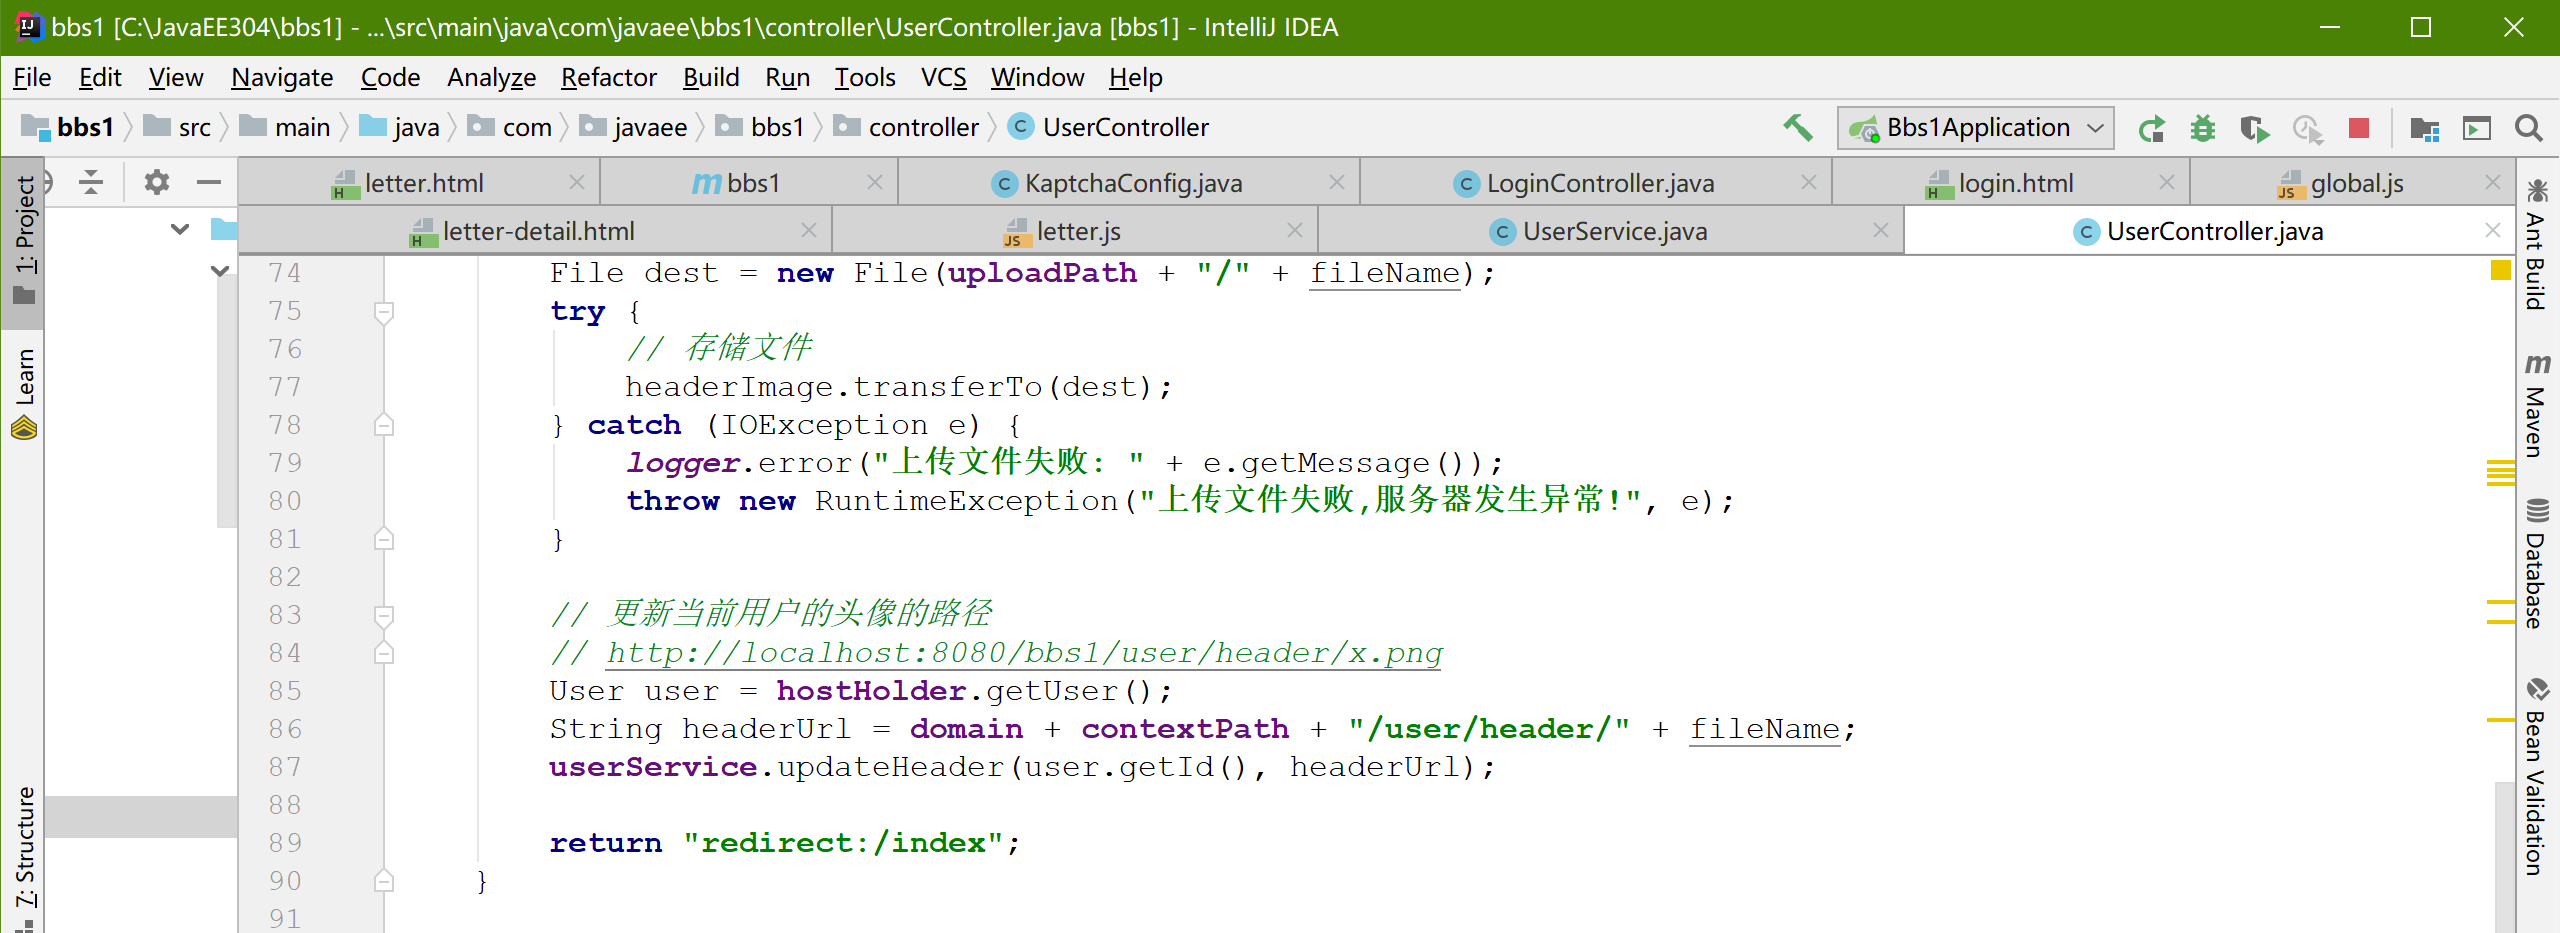 bbs1 [C:\JavaEE304\bbs1] - ...\src\main\java\com\javaee\bbs1\controller\UserController.java [bbs1] - IntelliJ IDEA
File Edit View Navigate Code Analyze Refactor Build Run Tools VCS Window Help
bbs1 src main java com javaee bbs1 controller UserController Bbs1Application
letter.html bbs1 KaptchaConfig.java LoginController.java login.html global.js
letter-detail.html letter.js UserService.java UserController.java
1: Project
Learn
7: Structure
74 File dest = new File(uploadPath + "/" + fileName);
75 try {
76 // 存储文件
77 headerImage.transferTo(dest);
78 } catch (IOException e) {
79 logger.error("上传文件失败: " + e.getMessage());
80 throw new RuntimeException("上传文件失败,服务器发生异常!", e);
81 }
82
83 // 更新当前用户的头像的路径
84 // http://localhost:8080/bbs1/user/header/x.png
85 User user = hostHolder.getUser();
86 String headerUrl = domain + contextPath + "/user/header/" + fileName;
87 userService.updateHeader(user.getId(), headerUrl);
88
89 return "redirect:/index";
90 }
91
Ant Build
Maven
Database
Bean Validation